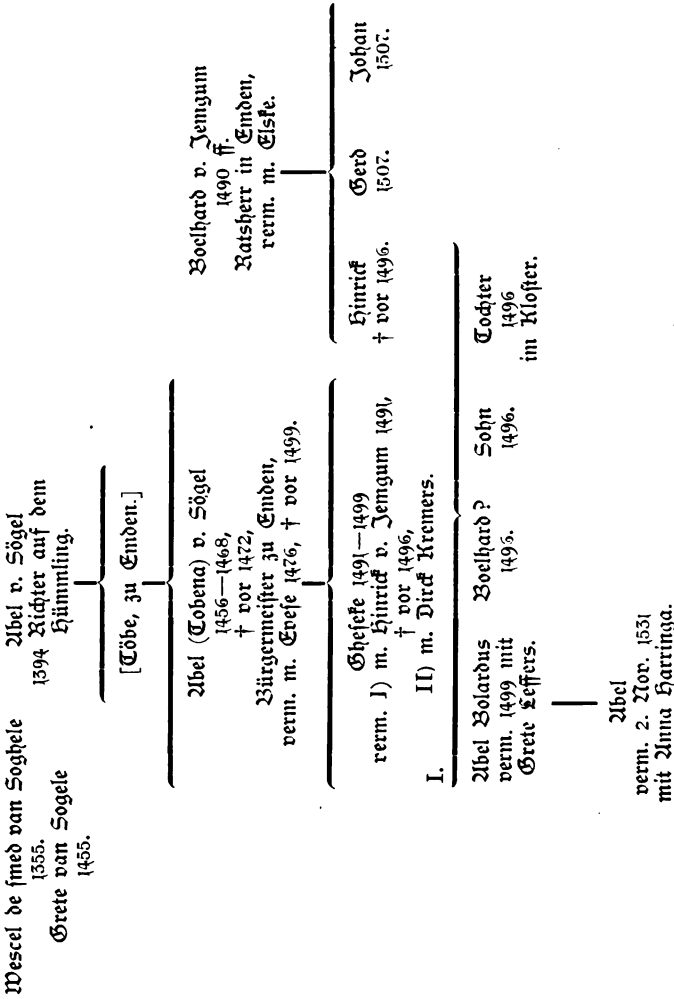 Wescel de smed van Soghele
1355.
Grete van Sogele
1455.
Abel v. Sögel
1394 Richter auf dem
Hümmling.
[Töbe, zu Emden.]
Abel (Tobena) v. Sögel
1456—1468,
† vor 1472,
Bürgermeister zu Emden,
verm. m. Evese 1476, † vor 1499.
Boelhard v. Jemgum
1490 ff.
Ratsherr in Emden,
verm. m. Elske.
Gheseke 1491—1499
verm. I) m. Hinrick v. Jemgum 1491,
† vor 1496,
II) m. Dirck Kremers.
Hinrick
† vor 1496.
Gerd
1507.
Johan
1507.
I.
Abel Bolardus
verm. 1499 mit
Grete Leffers.
Boelhard?
1496.
Sohn
1496.
Tochter
1496
im Kloster.
Abel
verm. 2. Nov. 1531
mit Anna Harringa.